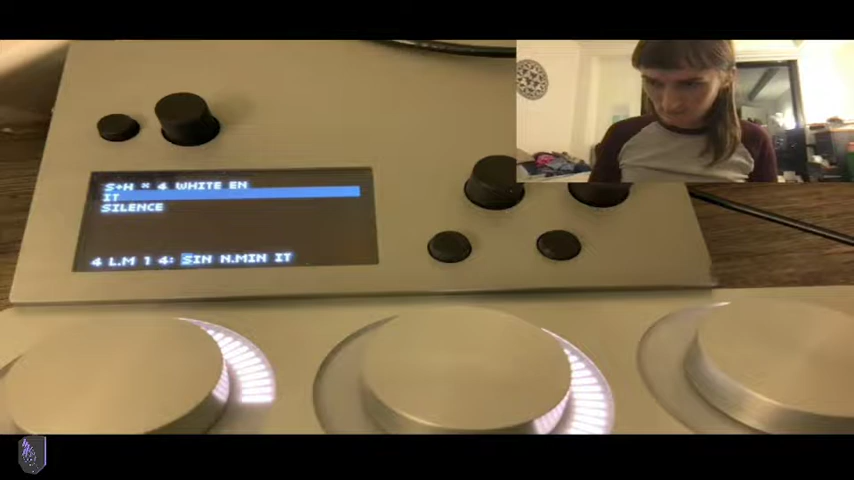 S+H * 4 WHITE EN
IT
SILENCE
4 L.M 1 4: SIN N.MIN IT